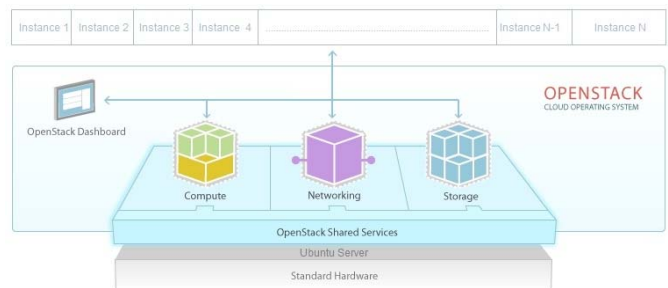 Instance 1 Instance 2 Instance 3 Instance 4 Instance N-1 Instance N
OPENSTACK
CLOUD OPERATING SYSTEM
OpenStack Dashboard
Compute Networking Storage
OpenStack Shared Services
Ubuntu Server
Standard Hardware